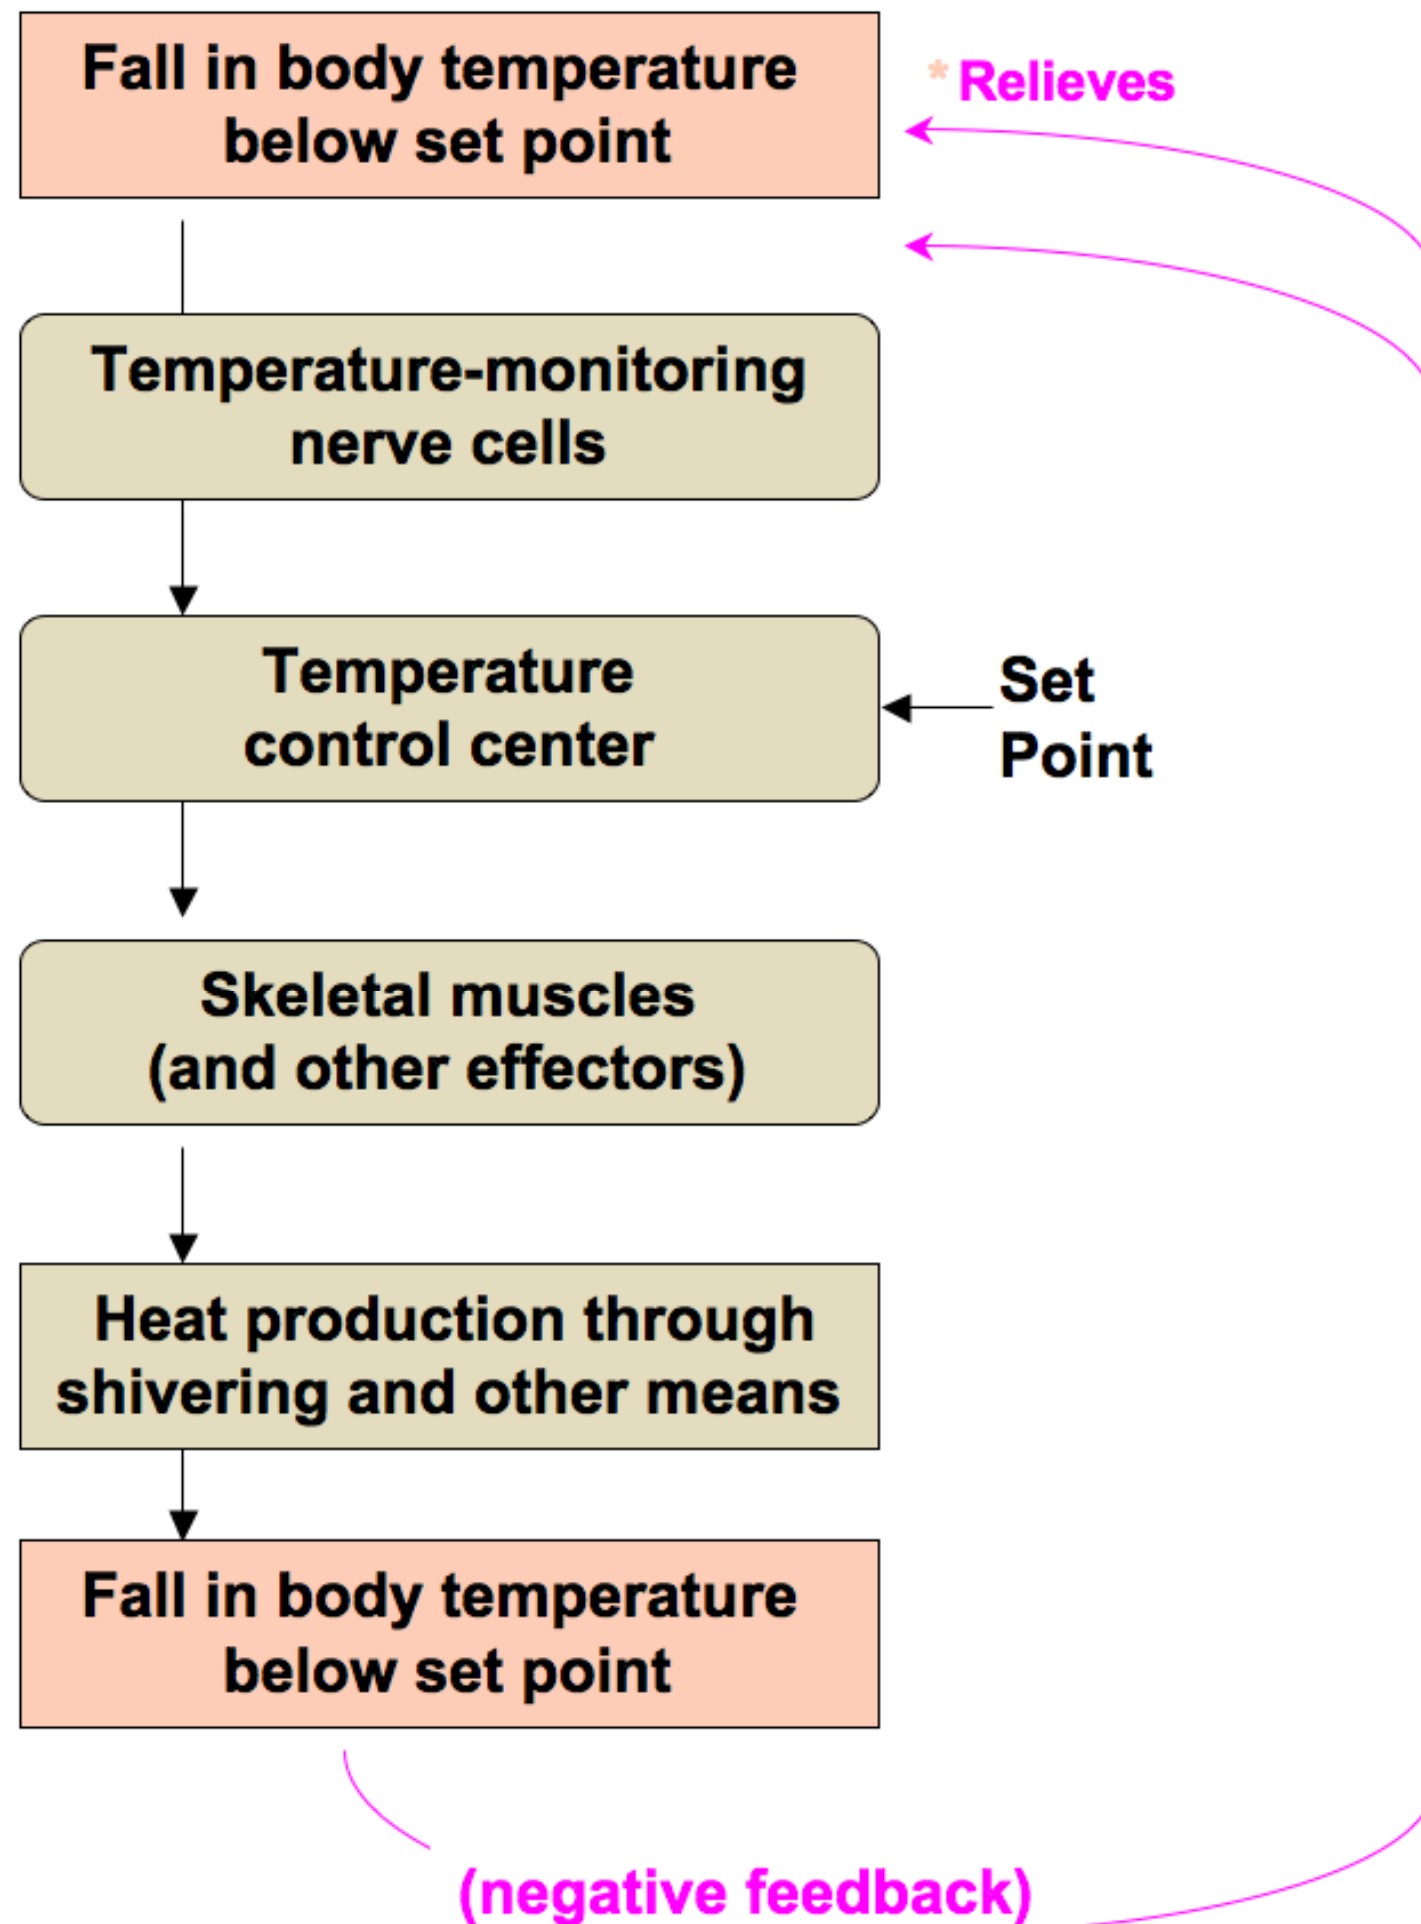 Fall in body temperature
below set point
* Relieves
Temperature-monitoring
nerve cells
Temperature
control center
Set
Point
Skeletal muscles
(and other effectors)
Heat production through
shivering and other means
Fall in body temperature
below set point
(negative feedback)